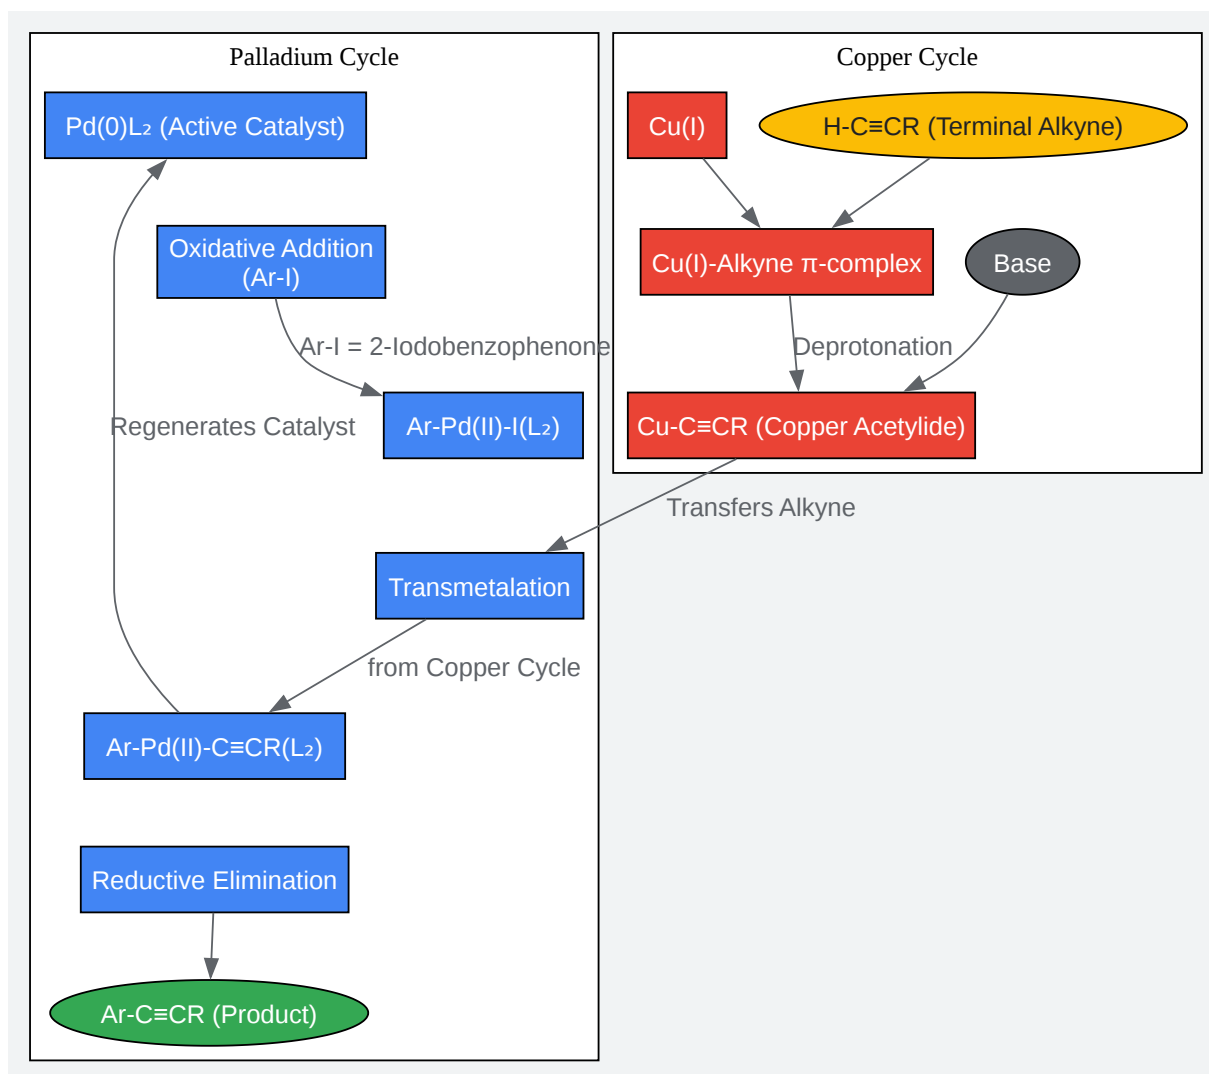 Palladium Cycle
Pd(0)L₂ (Active Catalyst)
Oxidative Addition
(Ar-I)
Ar-I = 2-Iodobenzophenone
Regenerates Catalyst
Ar-Pd(II)-I(L₂)
Transmetalation
from Copper Cycle
Ar-Pd(II)-C≡CR(L₂)
Reductive Elimination
Ar-C≡CR (Product)
Copper Cycle
Cu(I)
H-C≡CR (Terminal Alkyne)
Cu(I)-Alkyne π-complex
Base
Deprotonation
Cu-C≡CR (Copper Acetylide)
Transfers Alkyne